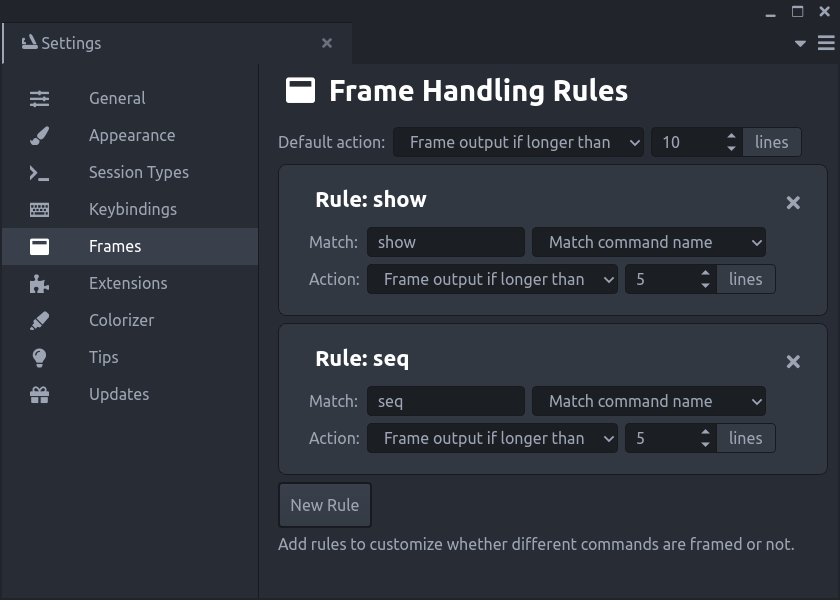 Settings
General
Appearance
Session Types
Keybindings
Frames
Extensions
Colorizer
Tips
Updates
Frame Handling Rules
Default action: Frame output if longer than 10 lines
Rule: show
Match: show Match command name
Action: Frame output if longer than 5 lines
Rule: seq
Match: seq Match command name
Action: Frame output if longer than 5 lines
New Rule
Add rules to customize whether different commands are framed or not.